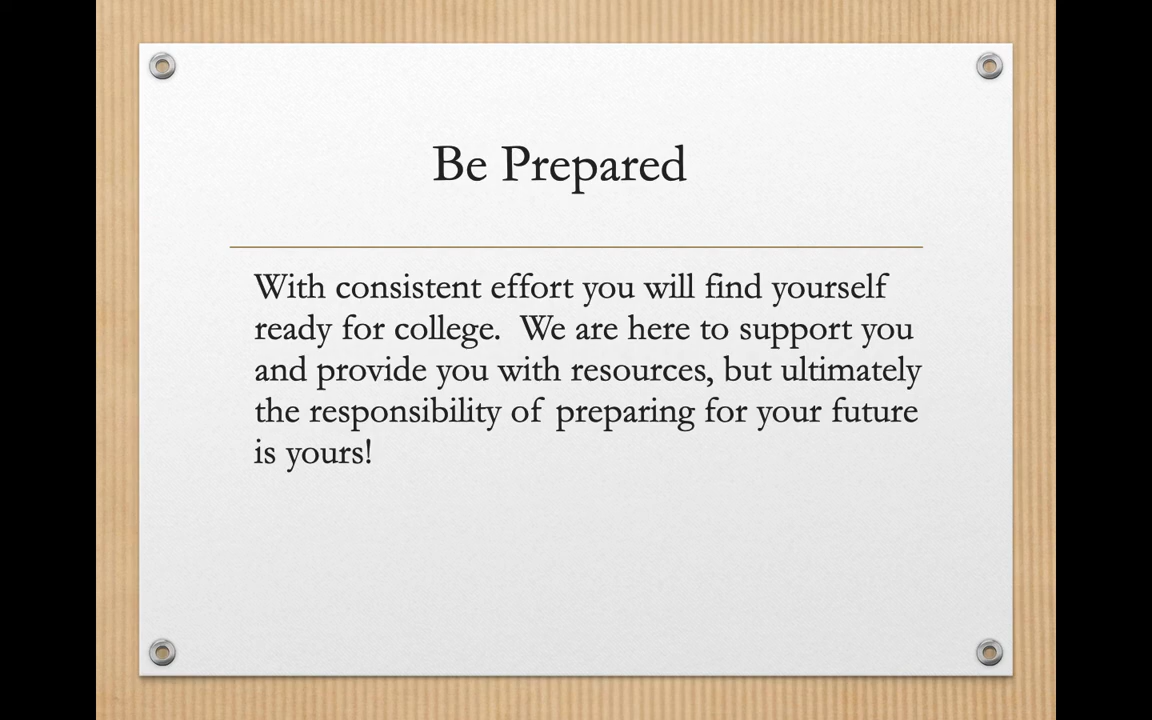 Be Prepared
With consistent effort you will find yourself
ready for college.  We are here to support you
and provide you with resources, but ultimately
the responsibility of preparing for your future
is yours!